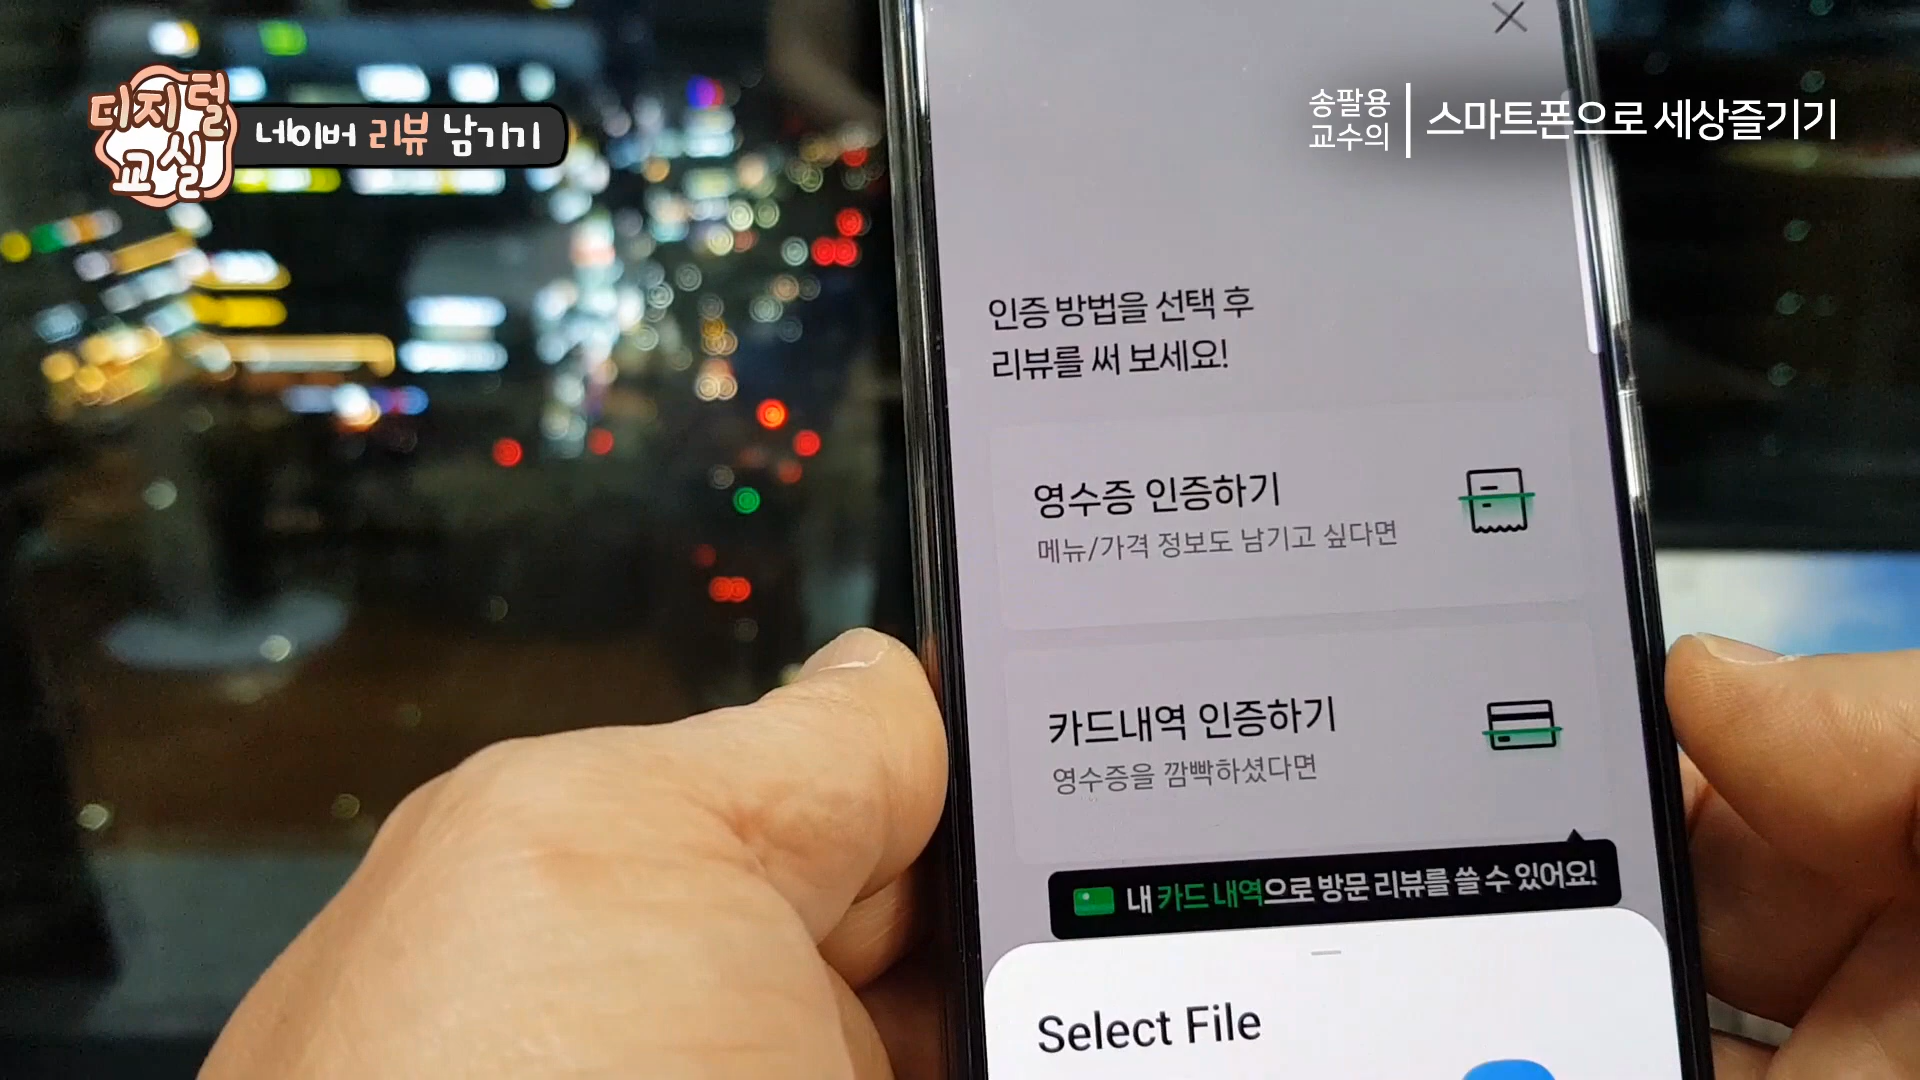 디지털
교실
네이버 리뷰 남기기
송팔용
교수의
스마트폰으로 세상즐기기
인증 방법을 선택 후
리뷰를 써 보세요!
영수증 인증하기
메뉴/가격 정보도 남기고 싶다면
카드내역 인증하기
영수증을 깜빡하셨다면
내 카드 내역으로 방문 리뷰를 쓸 수 있어요!
Select File